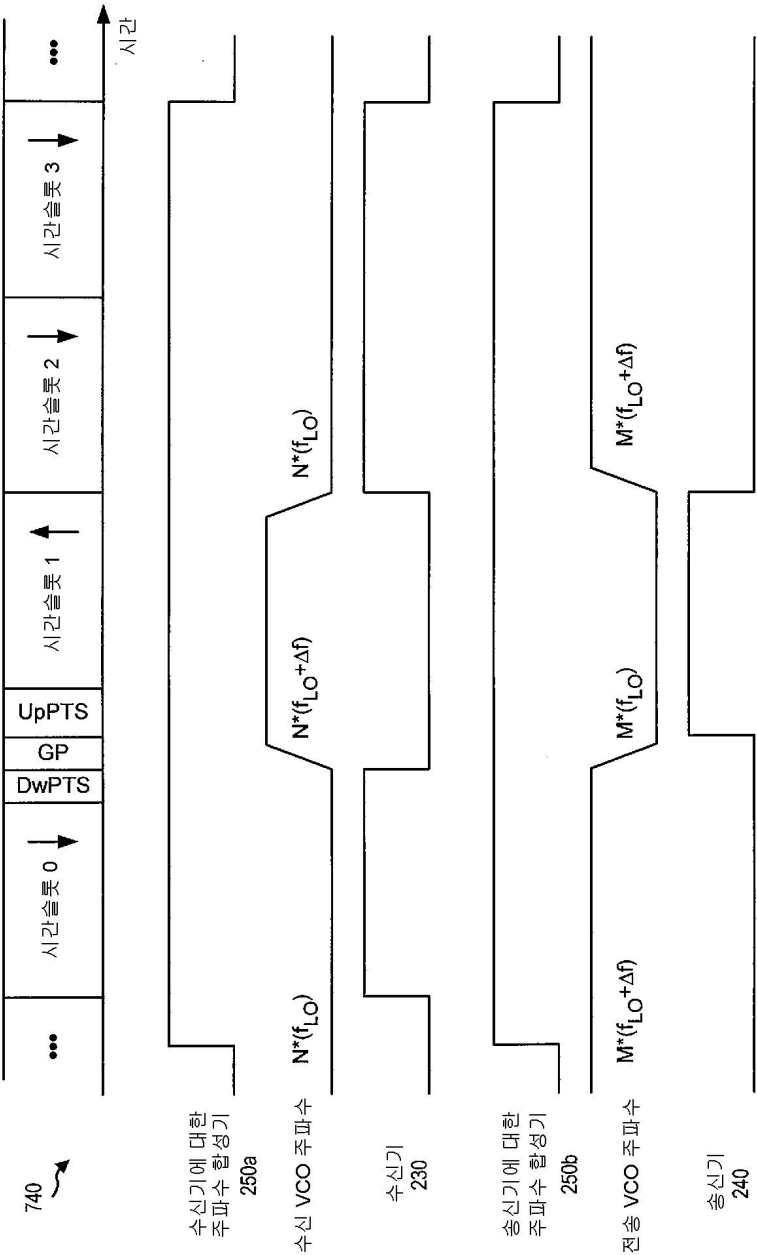 740
•••
시간슬롯 0
DwPTS
GP
UpPTS
시간슬롯 1
시간슬롯 2
시간슬롯 3
•••
시간
수신기에 대한
주파수 합성기
250a
수신 VCO 주파수
N*(fLO)
N*(fLO+Δf)
N*(fLO)
수신기
230
송신기에 대한
주파수 합성기
250b
전송 VCO 주파수
M*(fLO+Δf)
M*(fLO)
M*(fLO+Δf)
송신기
240